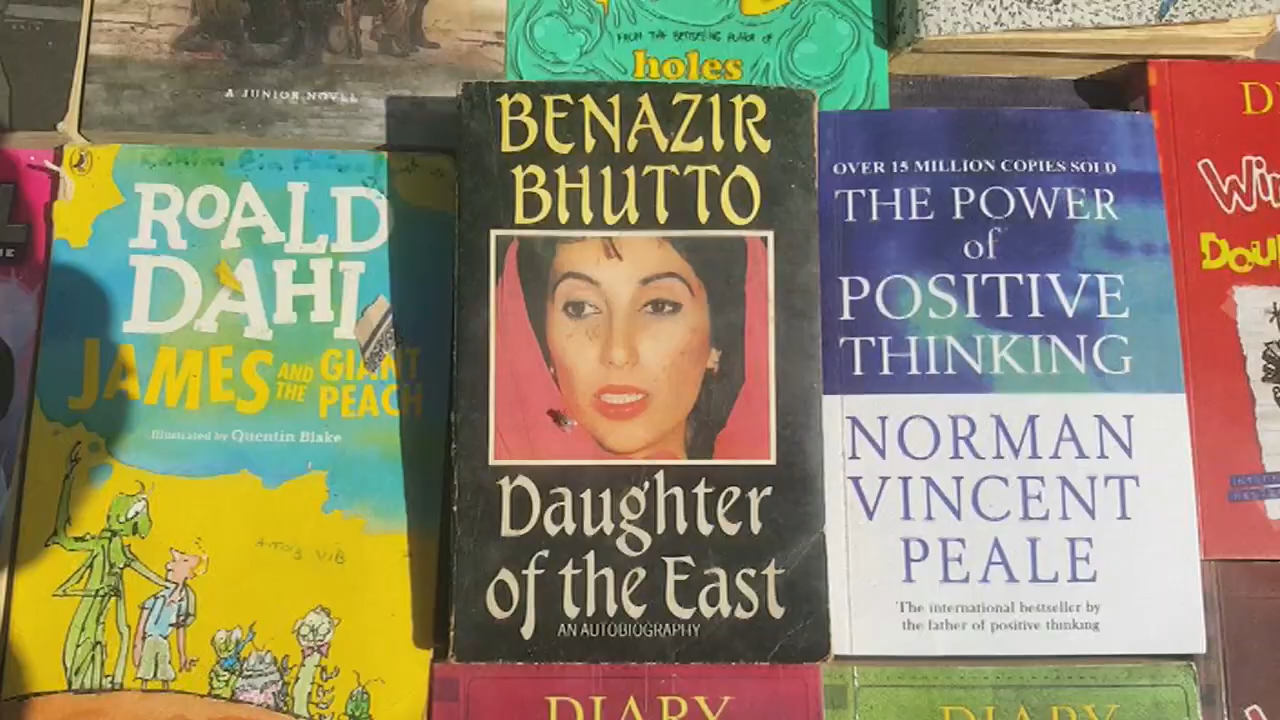 A JUNIOR NOVEL
FROM THE BESTSELLING AUTHOR OF
holes
ROALD
DAHL
JAMES AND THE GIANT PEACH
Illustrated by Quentin Blake
BENAZIR
BHUTTO
Daughter
of the East
AN AUTOBIOGRAPHY
OVER 15 MILLION COPIES SOLD
THE POWER
of
POSITIVE
THINKING
NORMAN
VINCENT
PEALE
The international bestseller by
the father of positive thinking
D
Wi
Dou
DIARY
DIARY